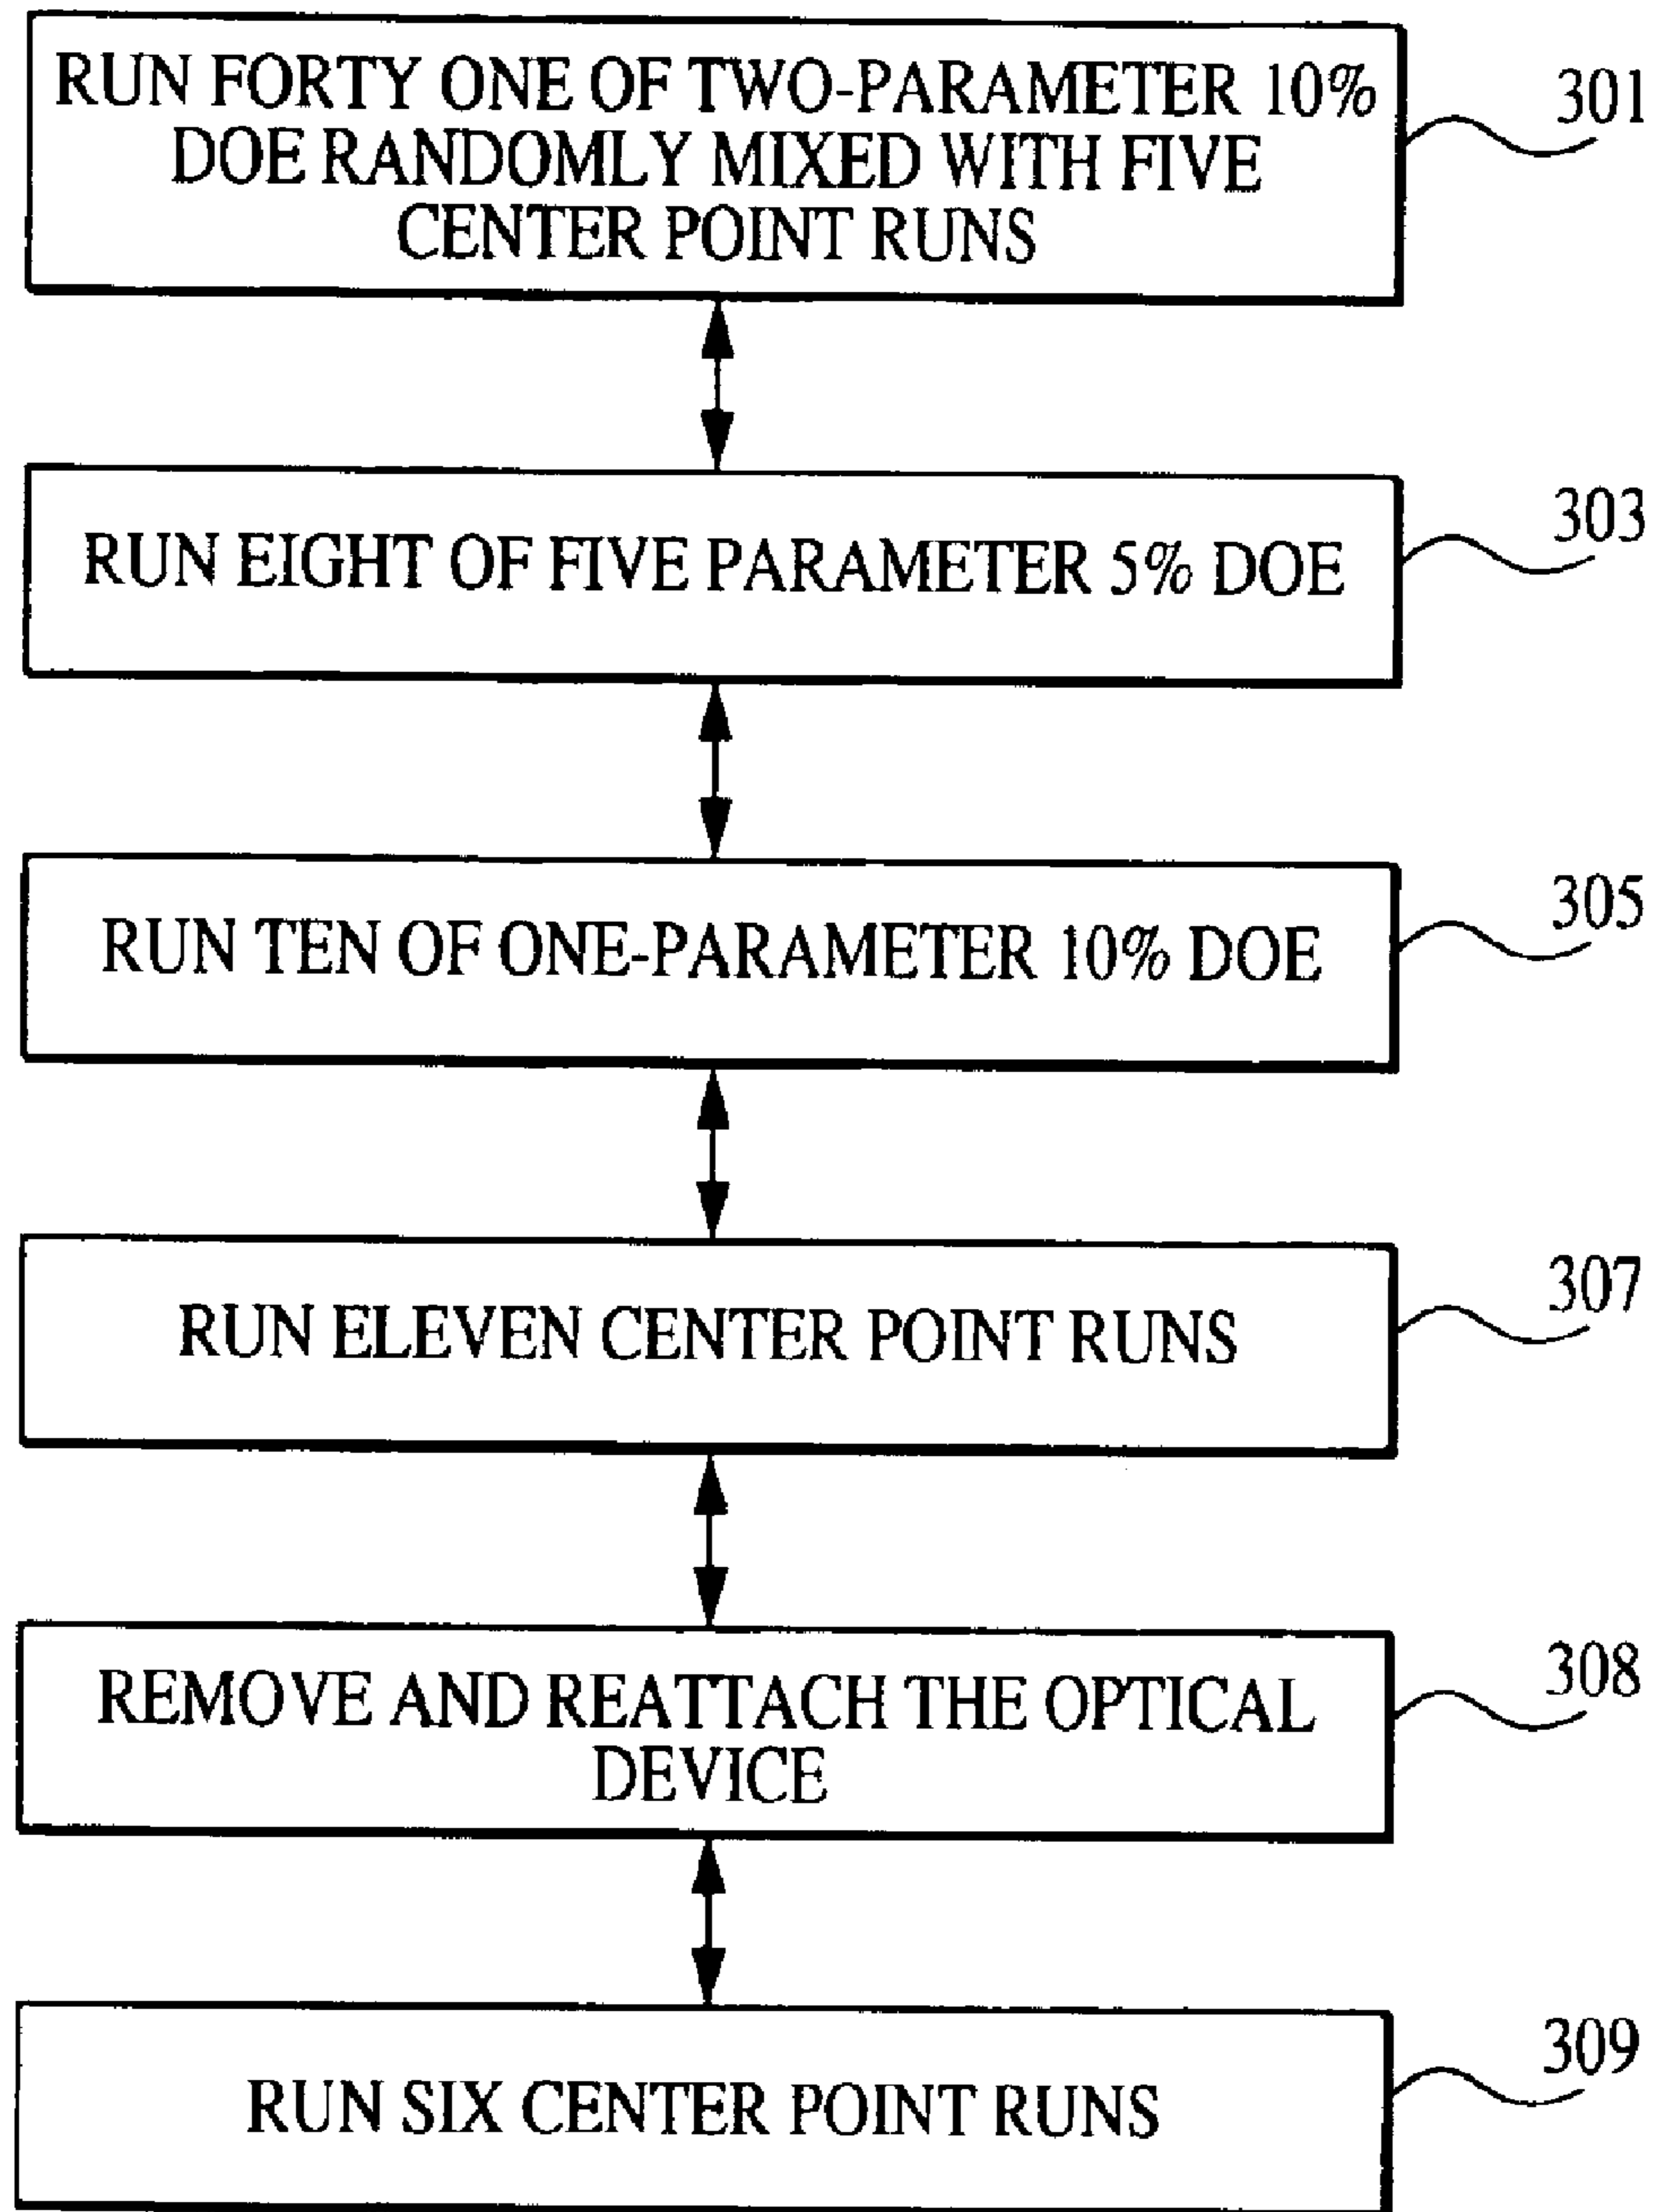 RUN FORTY ONE OF TWO-PARAMETER 10%
DOE RANDOMLY MIXED WITH FIVE
CENTER POINT RUNS
301
RUN EIGHT OF FIVE PARAMETER 5% DOE
303
RUN TEN OF ONE-PARAMETER 10% DOE
305
RUN ELEVEN CENTER POINT RUNS
307
REMOVE AND REATTACH THE OPTICAL
DEVICE
308
RUN SIX CENTER POINT RUNS
309